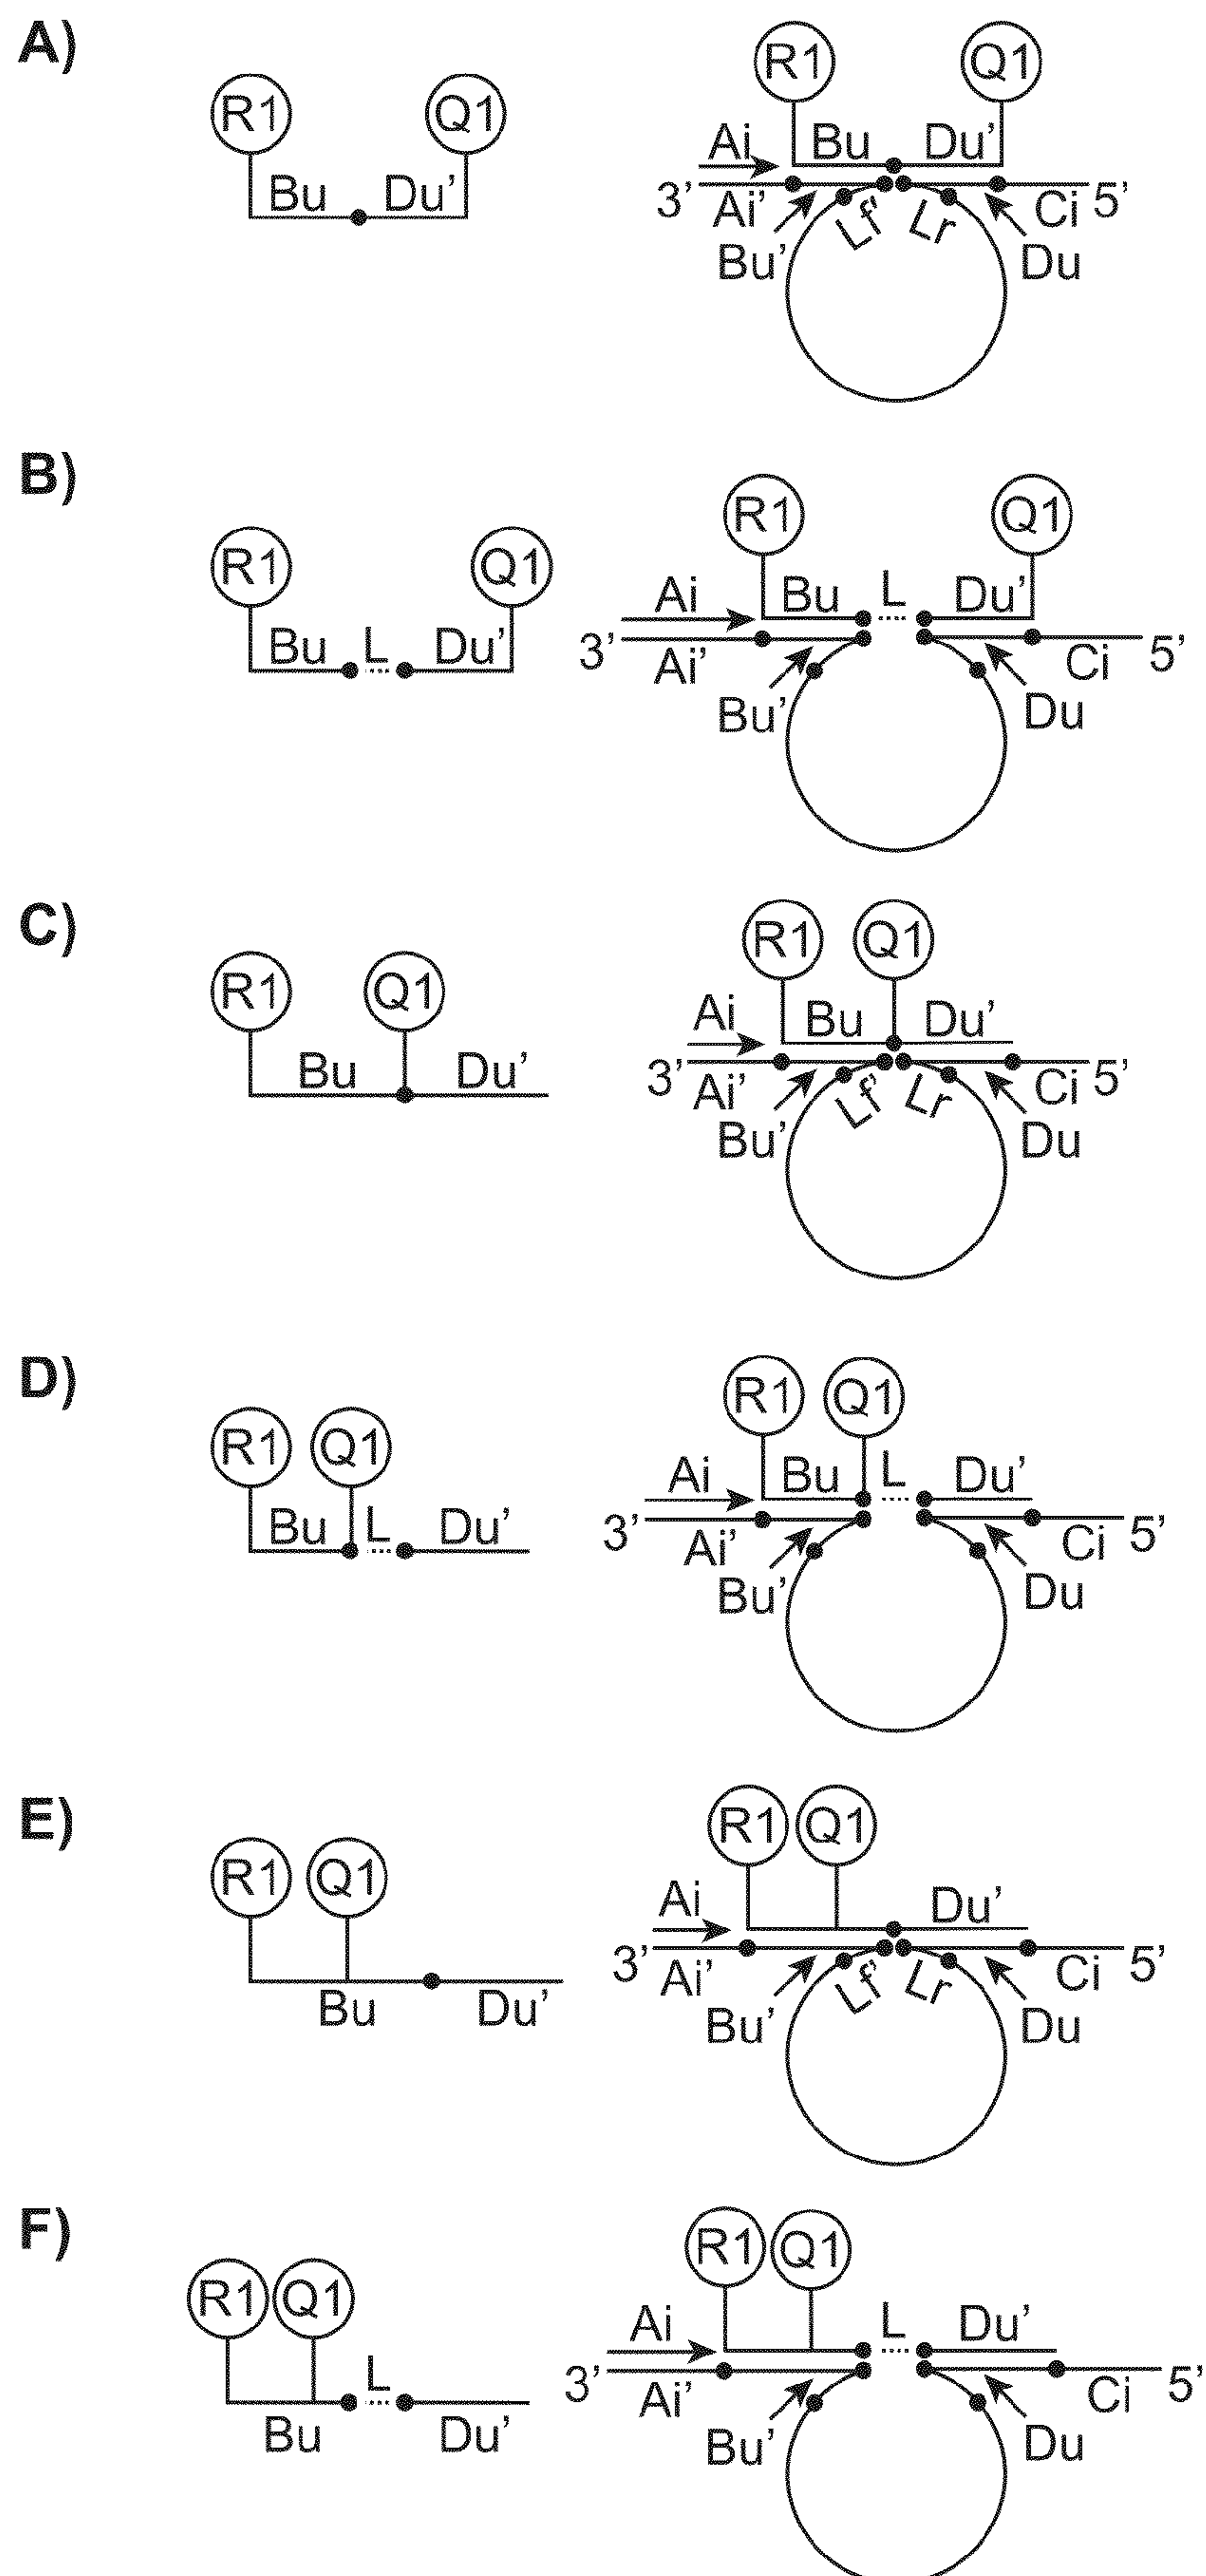 A)
R1 Q1
Bu Du’
R1 Q1
Ai Bu Du’
3’ Ai’ Lf’ Lr Ci 5’
Bu’ Du
B)
R1 Q1
Bu L Du’
R1 Q1
Ai Bu L Du’
3’ Ai’ Ci 5’
Bu’ Du
C)
R1 Q1
Bu Du’
R1 Q1
Ai Bu Du’
3’ Ai’ Lf’ Lr Ci 5’
Bu’ Du
D)
R1 Q1
Bu L Du’
R1 Q1
Ai Bu L Du’
3’ Ai’ Ci 5’
Bu’ Du
E)
R1 Q1
Bu Du’
R1 Q1
Ai Du’
3’ Ai’ Lf’ Lr Ci 5’
Bu’ Du
F)
R1 Q1
L
Bu Du’
R1 Q1
Ai L Du’
3’ Ai’ Ci 5’
Bu’ Du